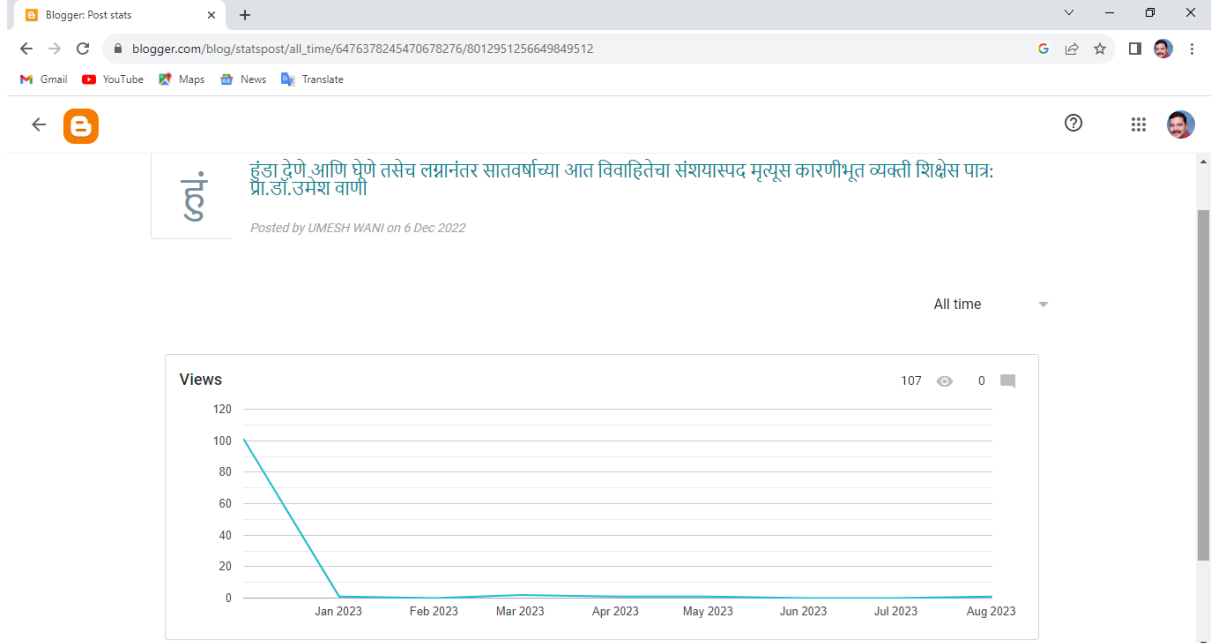 Blogger: Post stats
blogger.com/blog/statspost/all_time/6476378245470678276/8012951256649849512
Gmail YouTube Maps News Translate
हुं
हुंडा देणे आणि घेणे तसेच लग्नानंतर सातवर्षाच्या आत विवाहितेचा संशयास्पद मृत्यूस कारणीभूत व्यक्ती शिक्षेस पात्र:
प्रा.डॉ.उमेश वाणी
Posted by UMESH WANI on 6 Dec 2022
All time
Views 107 0
120
100
80
60
40
20
0
Jan 2023 Feb 2023 Mar 2023 Apr 2023 May 2023 Jun 2023 Jul 2023 Aug 2023